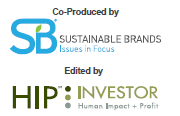 Co-Produced by
SB SUSTAINABLE BRANDS
Issues in Focus
Edited by
HIP INVESTOR
Human Impact + Profit